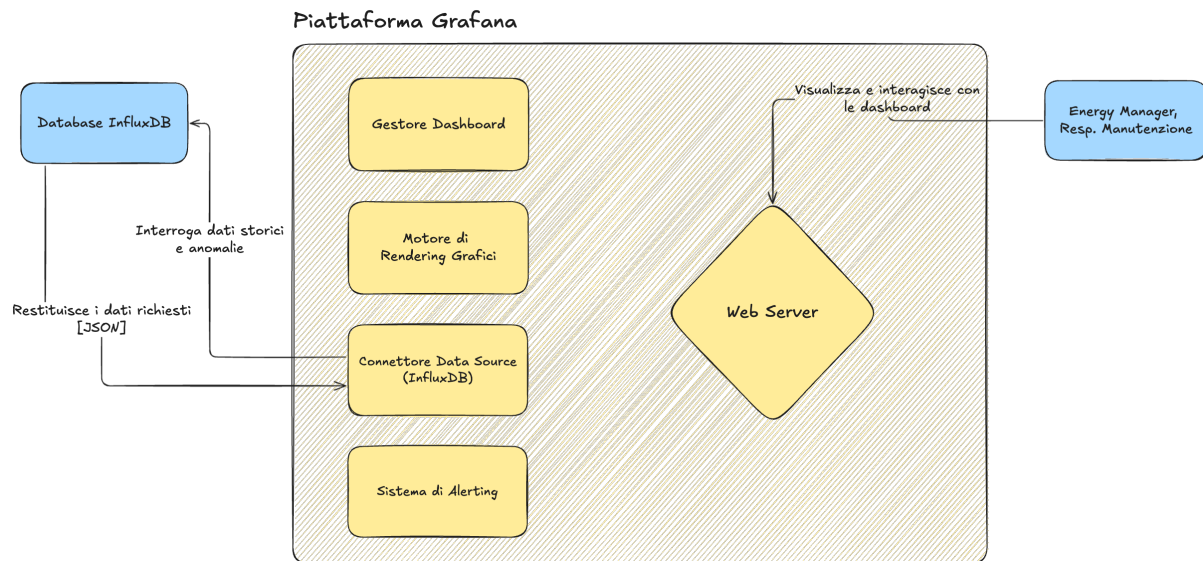 Piattaforma Grafana
Database InfluxDB
Gestore Dashboard
Visualizza e interagisce con
le dashboard
Energy Manager,
Resp. Manutenzione
Interroga dati storici
e anomalie
Motore di
Rendering Grafici
Restituisce i dati richiesti
[JSON]
Web Server
Connettore Data Source
(InfluxDB)
Sistema di Alerting